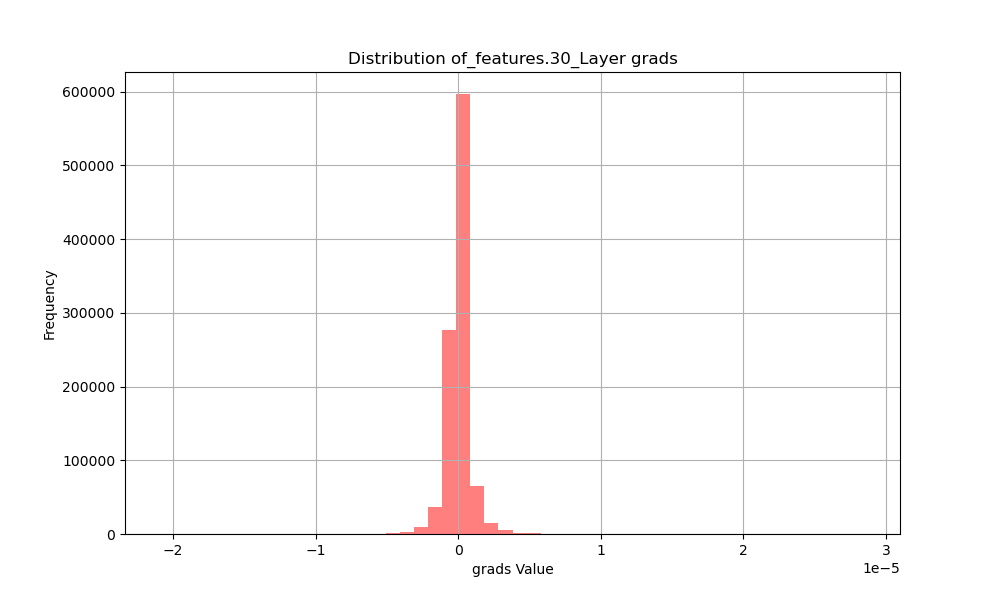 Distribution of_features.30_Layer grads
600000
500000
400000
300000
200000
100000
0
Frequency
−2 −1 0 1 2 3
1e−5
grads Value